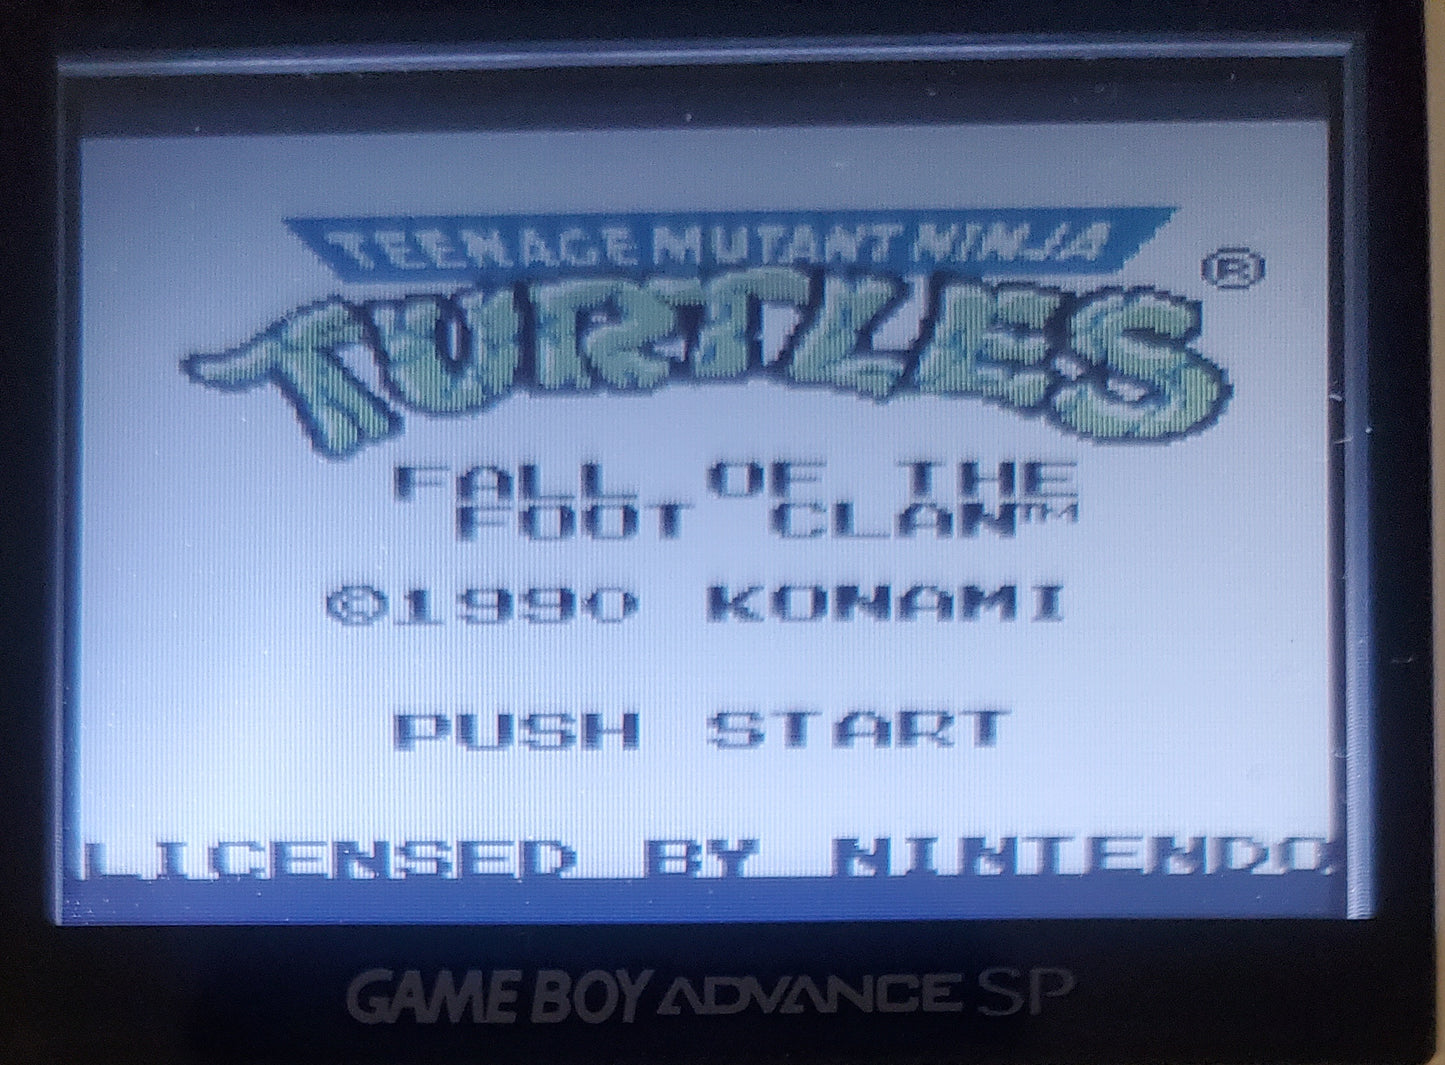 TEENAGE MUTANT NINJA
TURTLES®
FALL OF THE
FOOT CLAN™
©1990 KONAMI
PUSH START
LICENSED BY NINTENDO
GAME BOY ADVANCE SP